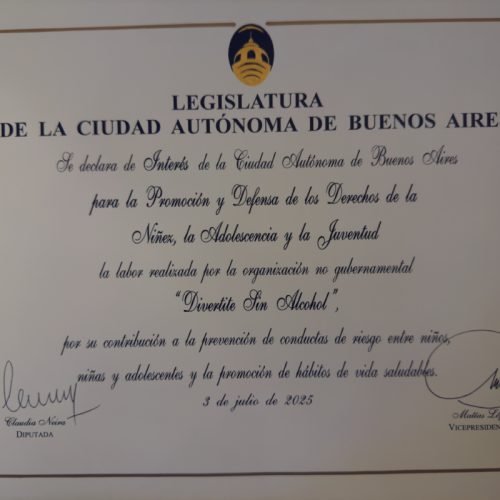 LEGISLATURA
DE LA CIUDAD AUTÓNOMA DE BUENOS AIRE
Se declara de Interés de la Ciudad Autónoma de Buenos Aires
para la Promoción y Defensa de los Derechos de la
Niñez, la Adolescencia y la Juventud
la labor realizada por la organización no gubernamental
“Divertite Sin Alcohol”,
por su contribución a la prevención de conductas de riesgo entre niños,
niñas y adolescentes y la promoción de hábitos de vida saludables.
3 de julio de 2025
Claudia Neira
DIPUTADA
Matías
VICEPRESIDEN